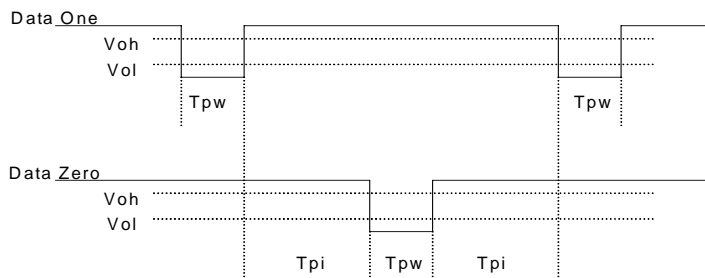 Data One
Voh
Vol
Tpw Tpw
Data Zero
Voh
Vol
Tpi Tpw Tpi